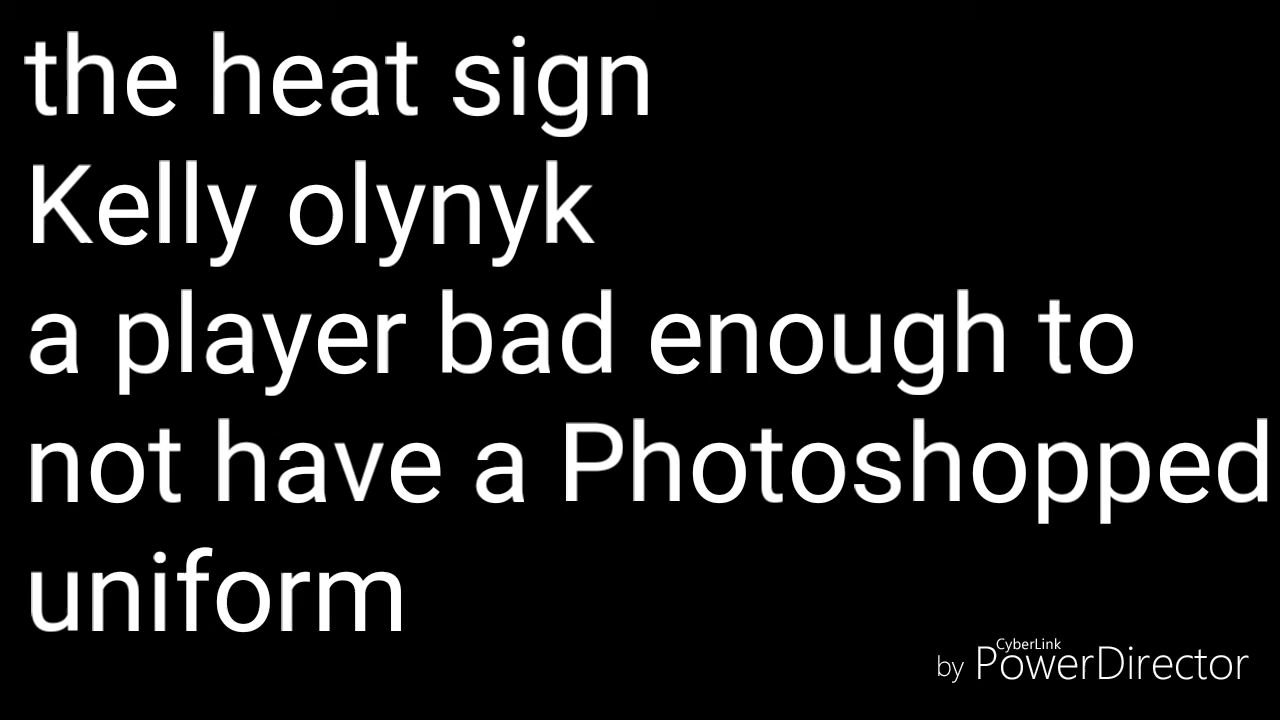 the heat sign
Kelly olynyk
a player bad enough to
not have a Photoshopped
uniform
CyberLink
by PowerDirector